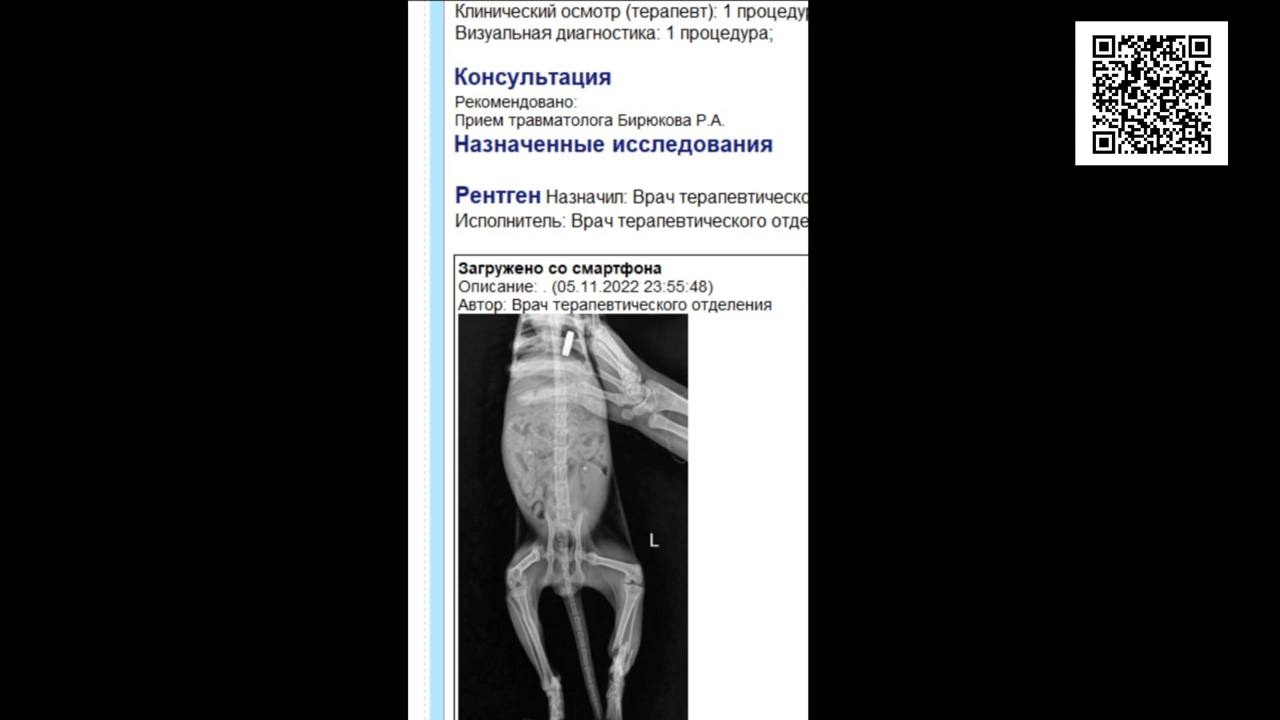 Клинический осмотр (терапевт): 1 процедур
Визуальная диагностика: 1 процедура;
Консультация
Рекомендовано:
Прием травматолога Бирюкова Р.А.
Назначенные исследования
Рентген Назначил: Врач терапевтическо
Исполнитель: Врач терапевтического отде
Загружено со смартфона
Описание: . (05.11.2022 23:55:48)
Автор: Врач терапевтического отделения
L